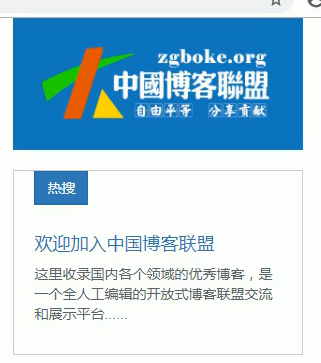 zgboke.org
中國博客聯盟
自由平等 分享貢献
热搜
欢迎加入中国博客联盟
这里收录国内各个领域的优秀博客，是
一个全人工编辑的开放式博客联盟交流
和展示平台......